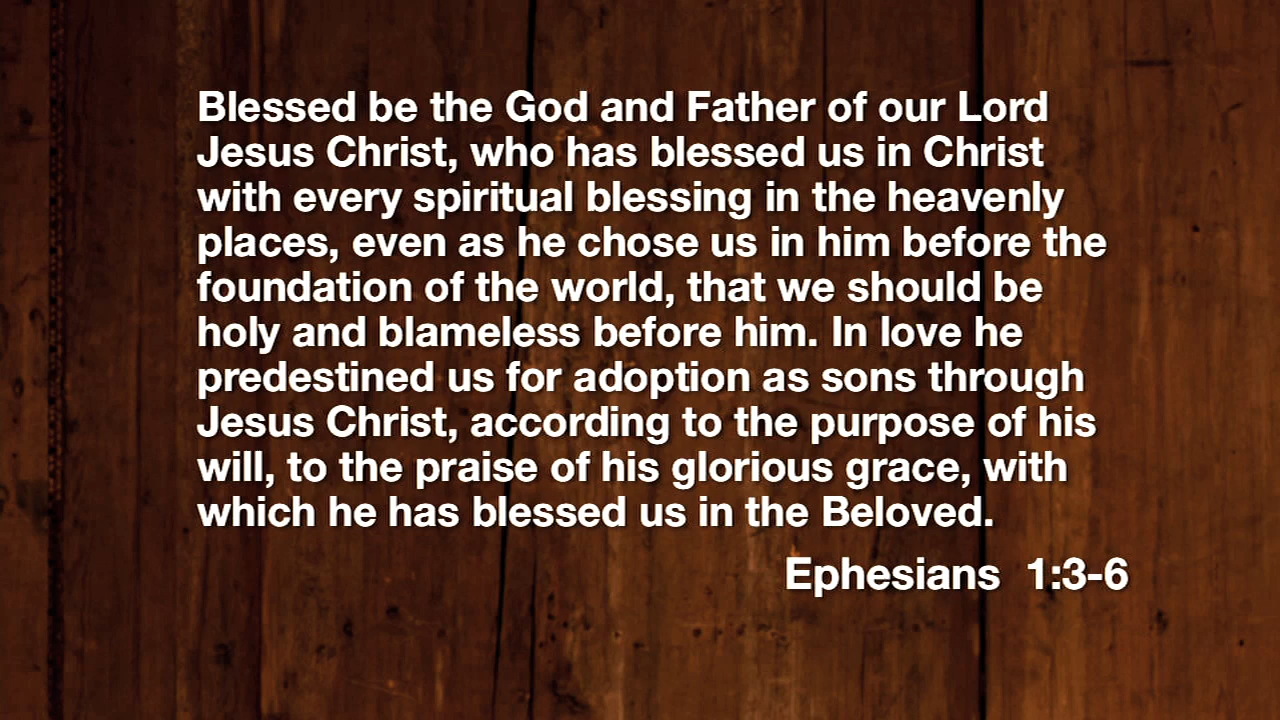 Blessed be the God and Father of our Lord
Jesus Christ, who has blessed us in Christ
with every spiritual blessing in the heavenly
places, even as he chose us in him before the
foundation of the world, that we should be
holy and blameless before him. In love he
predestined us for adoption as sons through
Jesus Christ, according to the purpose of his
will, to the praise of his glorious grace, with
which he has blessed us in the Beloved.
Ephesians 1:3-6